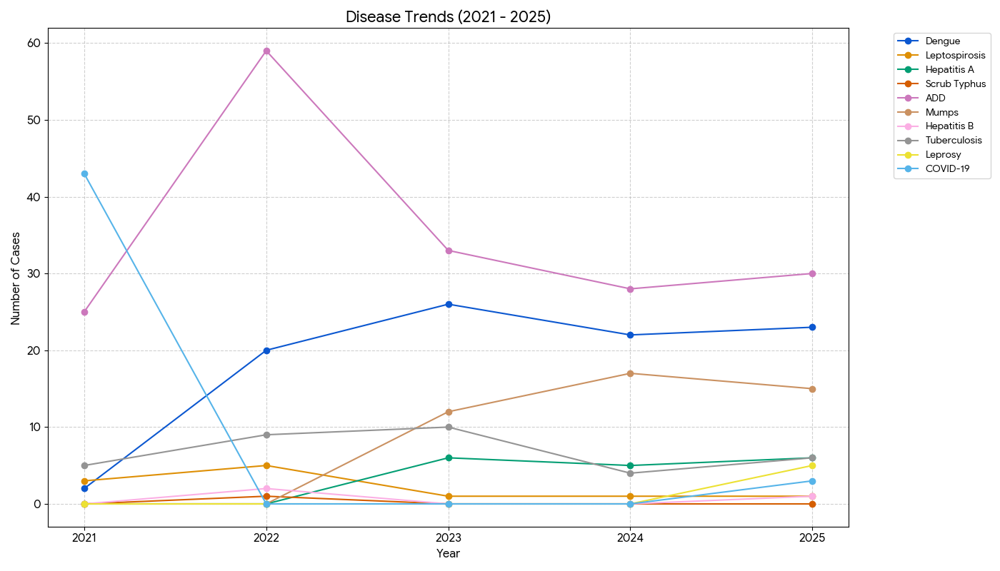 Disease Trends (2021 - 2025)
60
50
40
30
20
10
0
Number of Cases
2021 2022 2023 2024 2025
Year
Dengue
Leptospirosis
Hepatitis A
Scrub Typhus
ADD
Mumps
Hepatitis B
Tuberculosis
Leprosy
COVID-19